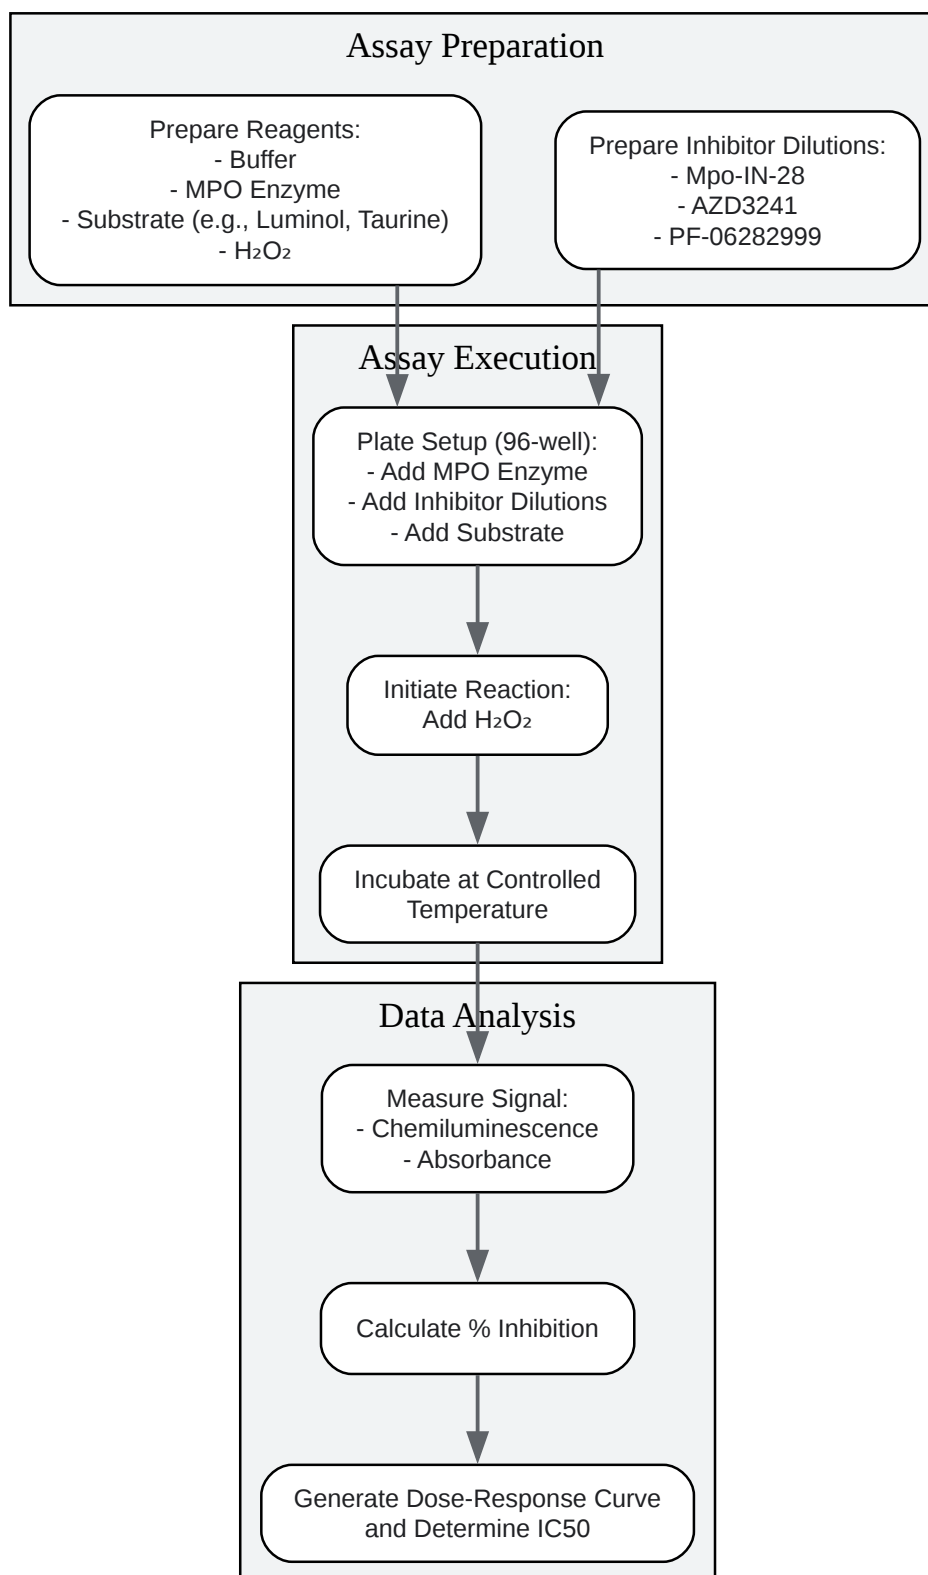 Assay Preparation
Prepare Reagents:
- Buffer
- MPO Enzyme
- Substrate (e.g., Luminol, Taurine)
- H₂O₂
Prepare Inhibitor Dilutions:
- Mpo-IN-28
- AZD3241
- PF-06282999
Assay Execution
Plate Setup (96-well):
- Add MPO Enzyme
- Add Inhibitor Dilutions
- Add Substrate
Initiate Reaction:
Add H₂O₂
Incubate at Controlled
Temperature
Data Analysis
Measure Signal:
- Chemiluminescence
- Absorbance
Calculate % Inhibition
Generate Dose-Response Curve
and Determine IC50